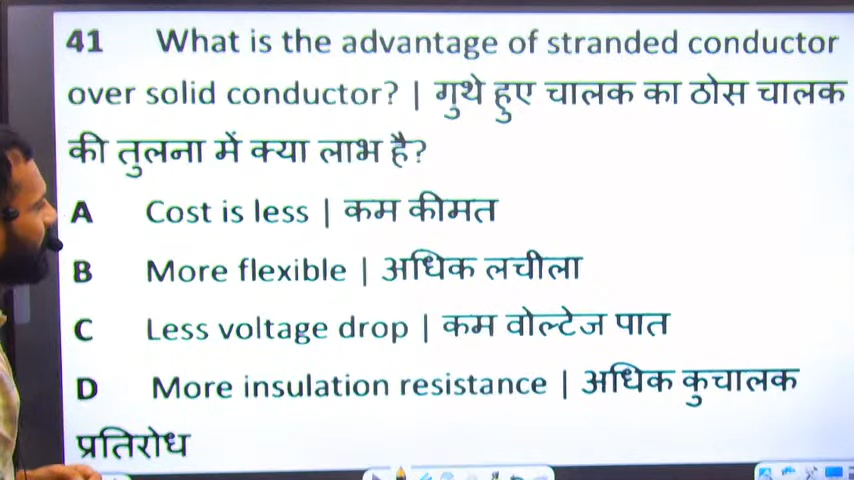 41 What is the advantage of stranded conductor
over solid conductor? | गुथे हुए चालक का ठोस चालक
की तुलना में क्या लाभ है?
A Cost is less | कम कीमत
B More flexible | अधिक लचीला
C Less voltage drop | कम वोल्टेज पात
D More insulation resistance | अधिक कुचालक
प्रतिरोध